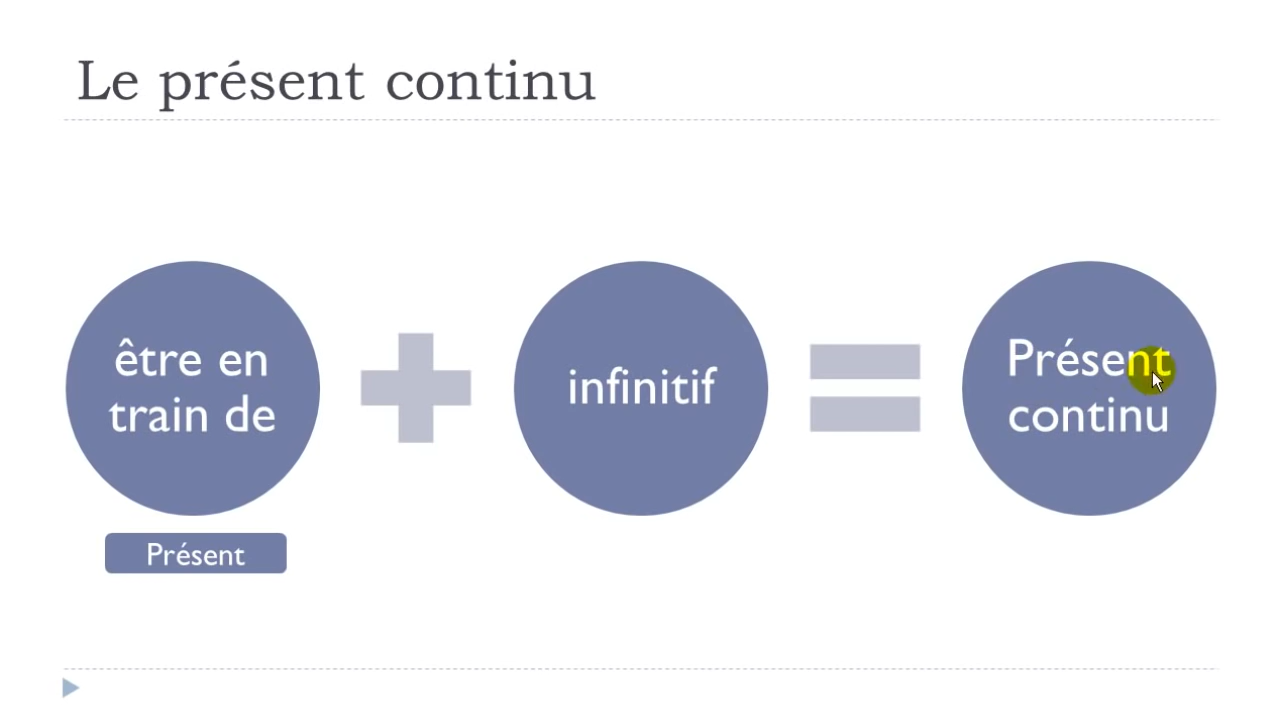 Le présent continu
être en
train de
infinitif
Présent
continu
Présent